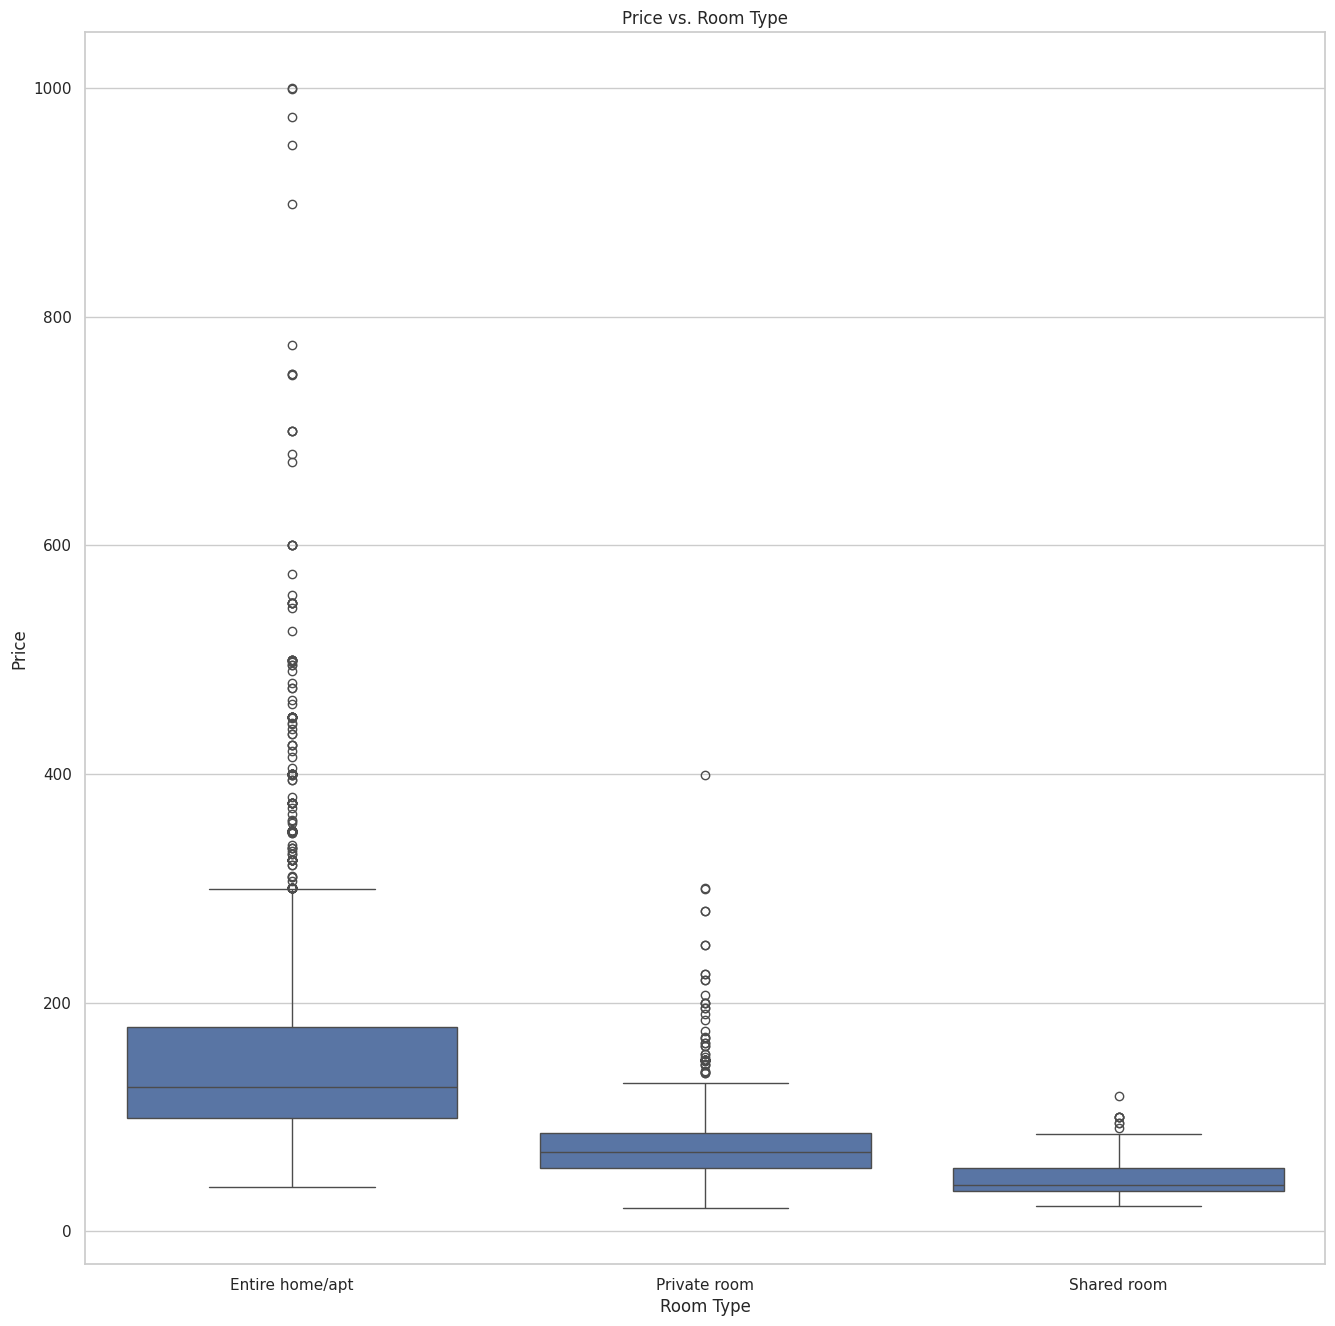 Price vs. Room Type
1000
800
600
400
200
0
Price
Entire home/apt
Private room
Shared room
Room Type